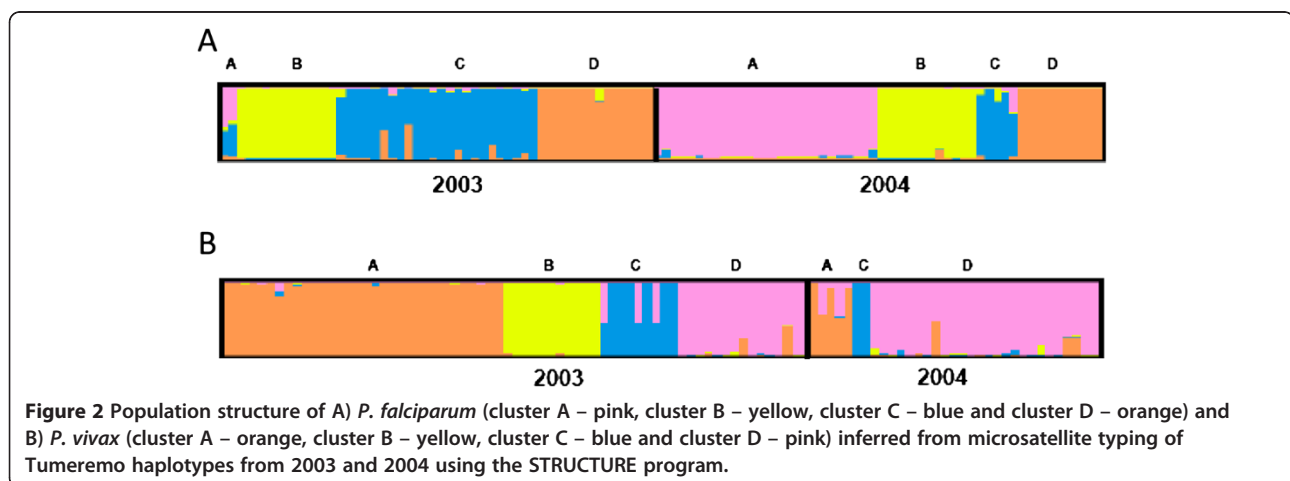 A
A B C D A B C D
2003 2004
B
A B C D A C D
2003 2004
Figure 2 Population structure of A) P. falciparum (cluster A – pink, cluster B – yellow, cluster C – blue and cluster D – orange) and
B) P. vivax (cluster A – orange, cluster B – yellow, cluster C – blue and cluster D – pink) inferred from microsatellite typing of
Tumeremo haplotypes from 2003 and 2004 using the STRUCTURE program.